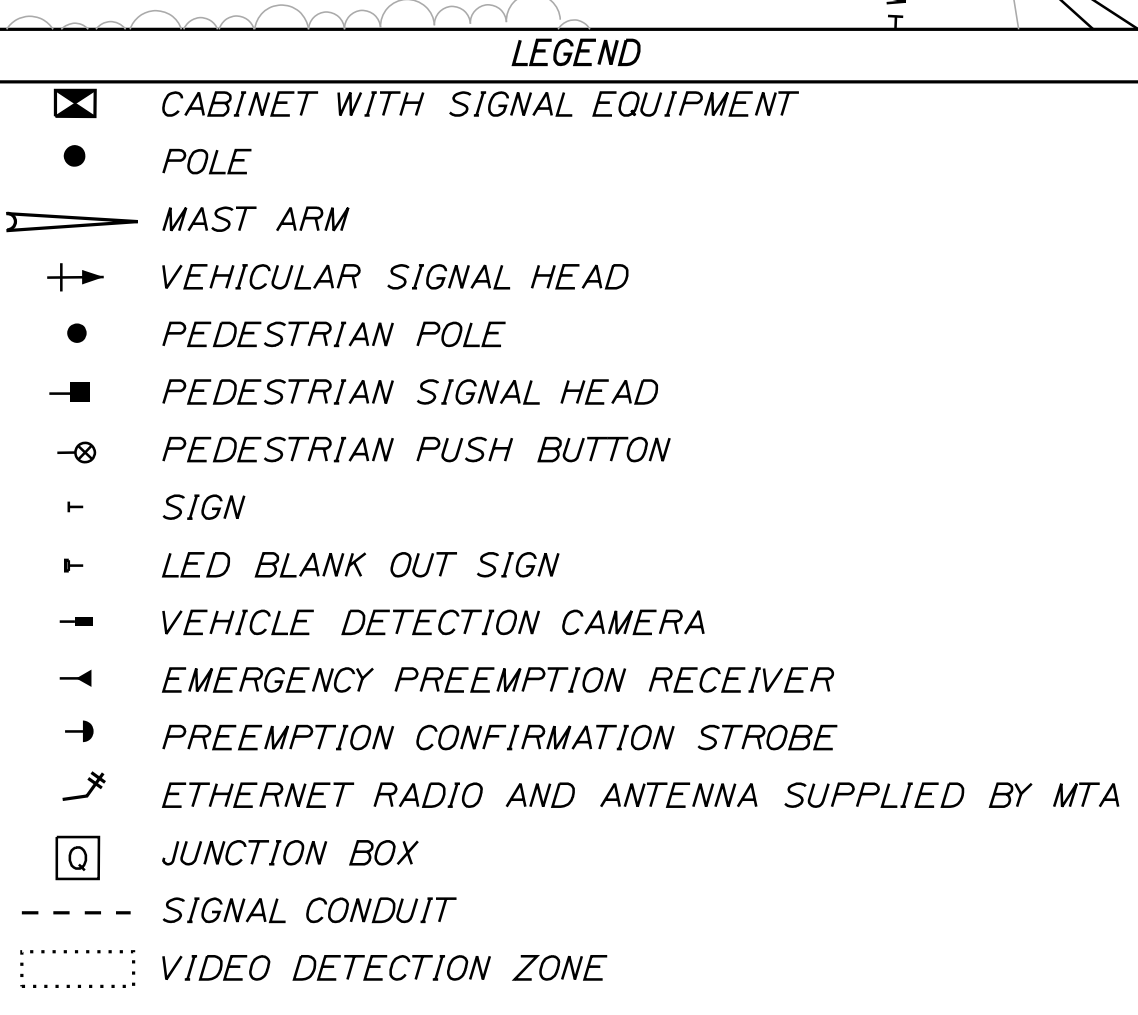 LEGEND
CABINET WITH SIGNAL EQUIPMENT
POLE
MAST ARM
VEHICULAR SIGNAL HEAD
PEDESTRIAN POLE
PEDESTRIAN SIGNAL HEAD
PEDESTRIAN PUSH BUTTON
SIGN
LED BLANK OUT SIGN
VEHICLE DETECTION CAMERA
EMERGENCY PREEMPTION RECEIVER
PREEMPTION CONFIRMATION STROBE
ETHERNET RADIO AND ANTENNA SUPPLIED BY MTA
Q JUNCTION BOX
SIGNAL CONDUIT
VIDEO DETECTION ZONE